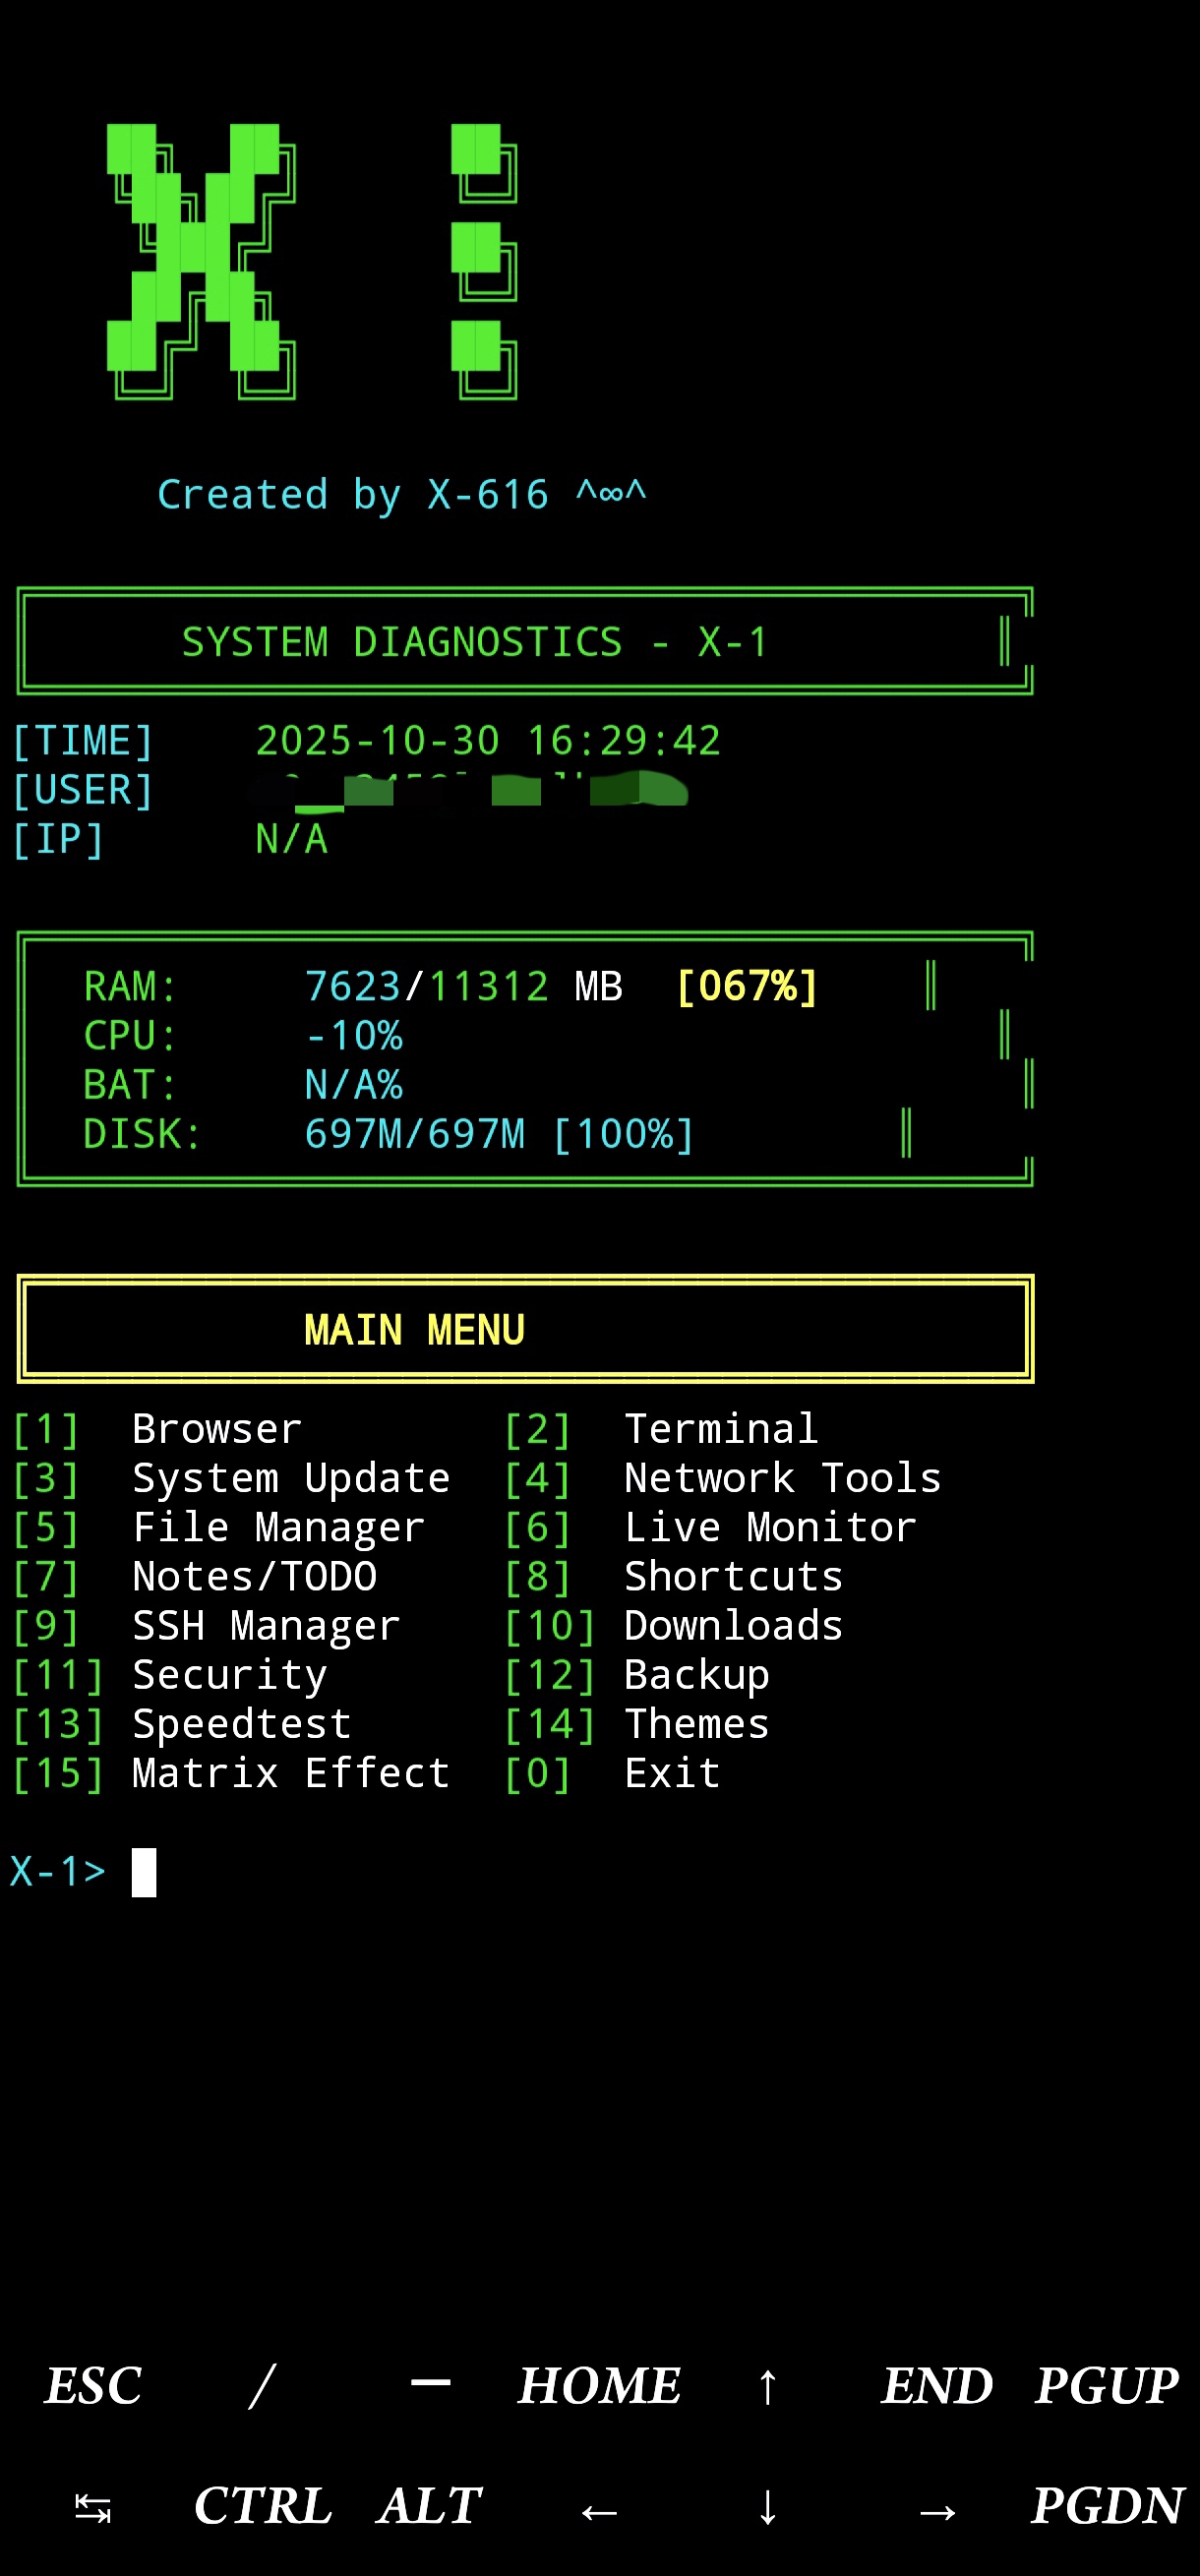 X :
Created by X-616 ^∞^
SYSTEM DIAGNOSTICS - X-1
[TIME] 2025-10-30 16:29:42
[USER]
[IP] N/A
RAM: 7623/11312 MB [067%]
CPU: -10%
BAT: N/A%
DISK: 697M/697M [100%]
MAIN MENU
[1] Browser [2] Terminal
[3] System Update [4] Network Tools
[5] File Manager [6] Live Monitor
[7] Notes/TODO [8] Shortcuts
[9] SSH Manager [10] Downloads
[11] Security [12] Backup
[13] Speedtest [14] Themes
[15] Matrix Effect [0] Exit
X-1>
ESC / — HOME ↑ END PGUP
↹ CTRL ALT ← ↓ → PGDN